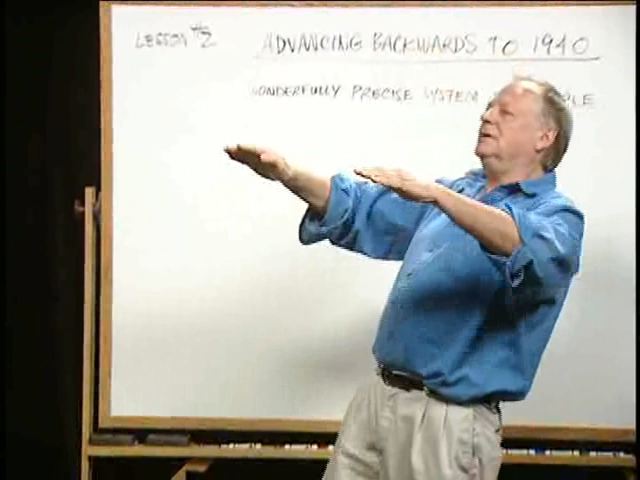 LESSON #2
ADVANCING BACKWARDS TO 1940
WONDERFULLY PRECISE SYSTEM